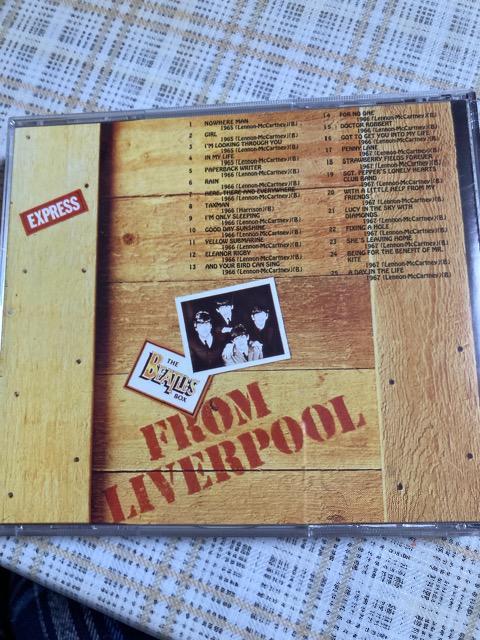 1 NOWHERE MAN
1965 (Lennon-McCartney)(B.)
2 GIRL
1965 (Lennon-McCartney)(B.)
3 I'M LOOKING THROUGH YOU
1965 (Lennon-McCartney)(B.)
4 IN MY LIFE
1965 (Lennon-McCartney)(B.)
5 PAPERBACK WRITER
1966 (Lennon-McCartney)(B.)
6 RAIN
1966 (Lennon-McCartney)(B.)
7 HERE, THERE AND EVERYWHERE
1966 (Lennon-McCartney)(B.)
8 TAXMAN
1966 (Harrison)(B.)
9 I'M ONLY SLEEPING
1966 (Lennon-McCartney)(B.)
10 GOOD DAY SUNSHINE
1966 (Lennon-McCartney)(B.)
11 YELLOW SUBMARINE
1966 (Lennon-McCartney)(B.)
12 ELEANOR RIGBY
1966 (Lennon-McCartney)(B.)
13 AND YOUR BIRD CAN SING
1966 (Lennon-McCartney)(B.)
14 FOR NO ONE
1966 (Lennon-McCartney)(B.)
15 DOCTOR ROBERT
1966 (Lennon-McCartney)(B.)
16 GOT TO GET YOU INTO MY LIFE
1966 (Lennon-McCartney)(B.)
17 PENNY LANE
1967 (Lennon-McCartney)(B.)
18 STRAWBERRY FIELDS FOREVER
1967 (Lennon-McCartney)(B.)
19 SGT. PEPPER'S LONELY HEARTS
CLUB BAND
1967 (Lennon-McCartney)(B.)
20 WITH A LITTLE HELP FROM MY
FRIENDS
1967 (Lennon-McCartney)(B.)
21 LUCY IN THE SKY WITH
DIAMONDS
1967 (Lennon-McCartney)(B.)
22 FIXING A HOLE
1967 (Lennon-McCartney)(B.)
23 SHE'S LEAVING HOME
1967 (Lennon-McCartney)(B.)
24 BEING FOR THE BENEFIT OF MR.
KITE
1967 (Lennon-McCartney)(B.)
25 A DAY IN THE LIFE
1967 (Lennon-McCartney)(B.)
EXPRESS
THE
BEATLES
BOX
FROM
LIVERPOOL